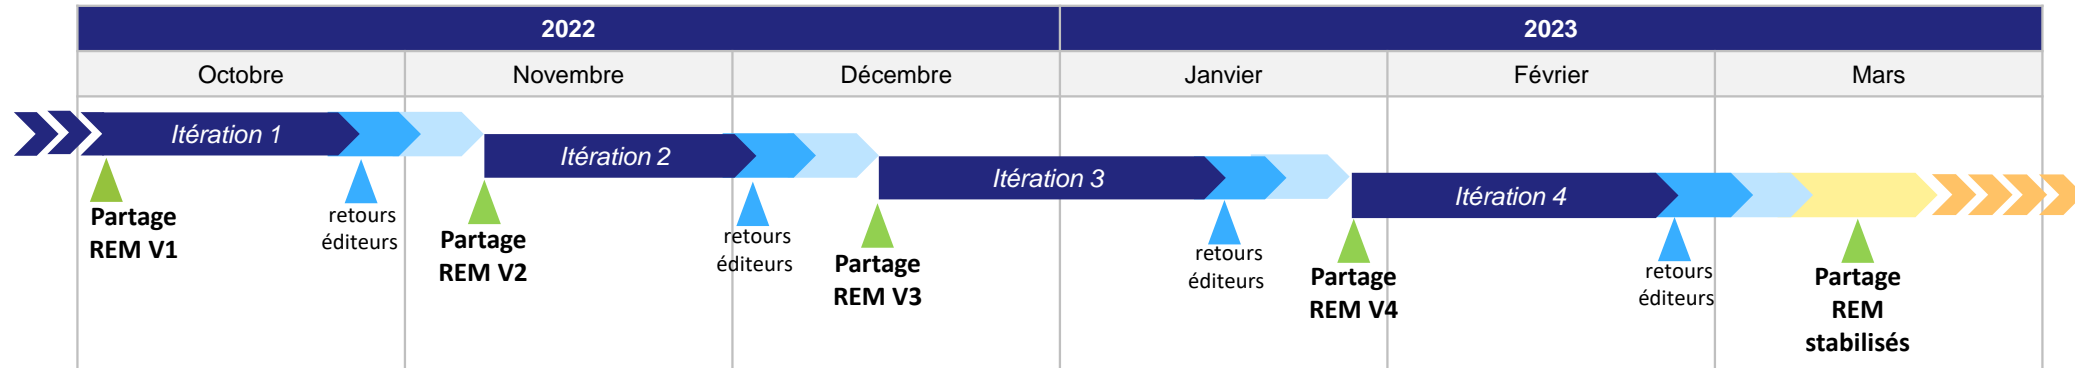 2022
2023
Octobre
Novembre
Décembre
Janvier
Février
Mars
Itération 1
Itération 2
Itération 3
Itération 4
Partage
REM V1
retours
éditeurs
Partage
REM V2
retours
éditeurs
Partage
REM V3
retours
éditeurs
Partage
REM V4
retours
éditeurs
Partage
REM
stabilisés